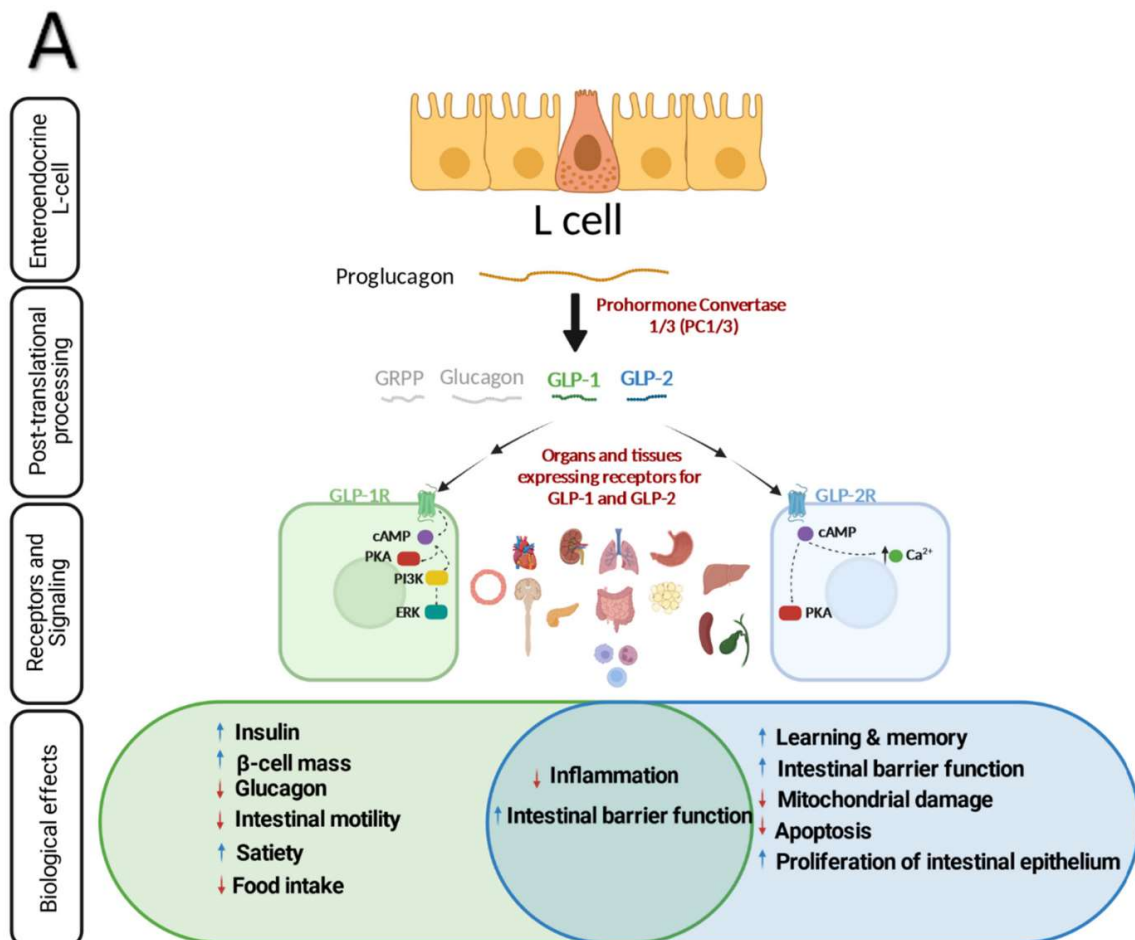 A
Enteroendocrine
L-cell
L cell
Proglucagon
Prohormone Convertase
1/3 (PC1/3)
Post-translational
processing
GRPP
Glucagon
GLP-1
GLP-2
Organs and tissues
expressing receptors for
GLP-1 and GLP-2
Receptors and
Signaling
GLP-1R
cAMP
PKA
PI3K
ERK
GLP-2R
cAMP
Ca²⁺
PKA
Biological effects
↑ Insulin
↑ β-cell mass
↓ Glucagon
↓ Intestinal motility
↑ Satiety
↓ Food intake
↓ Inflammation
↑ Intestinal barrier function
↑ Learning & memory
↑ Intestinal barrier function
↓ Mitochondrial damage
↓ Apoptosis
↑ Proliferation of intestinal epithelium